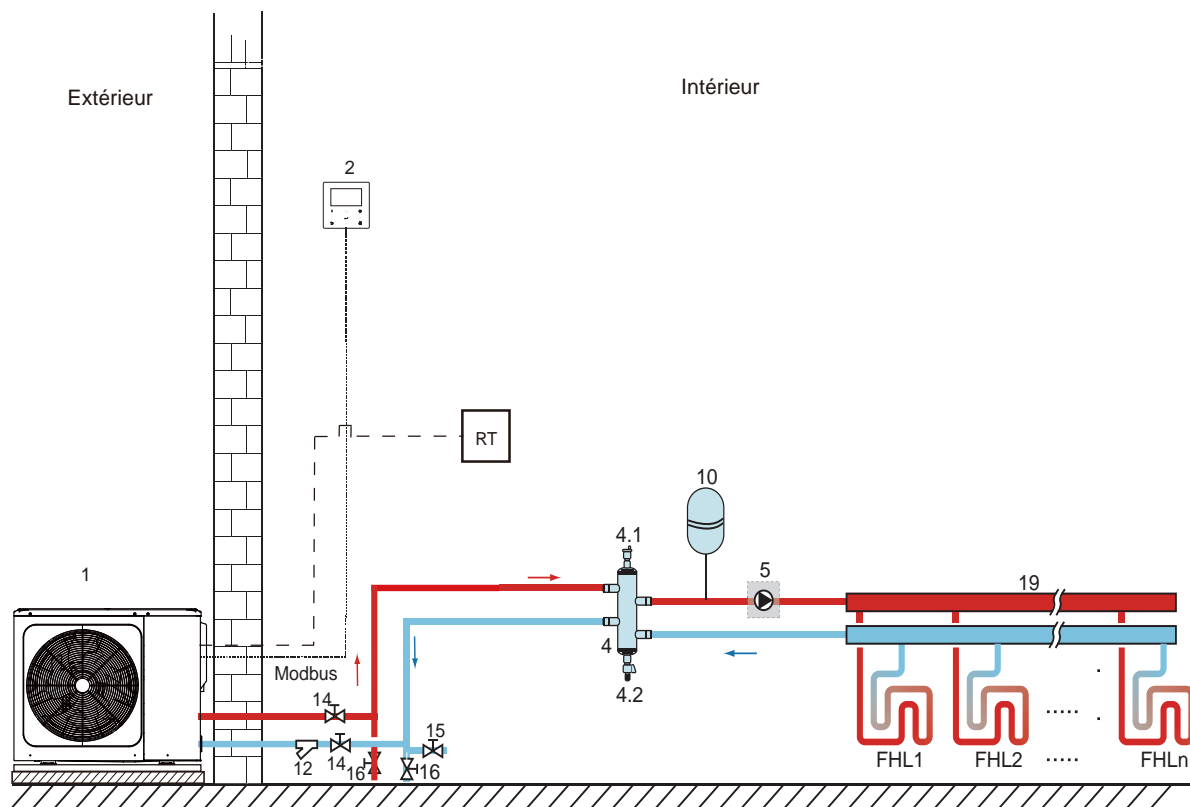 Extérieur
Intérieur
2
RT
10
4.1
1
5
19
4
Modbus
4.2
14
15
12
14
16
16
FHL1
FHL2
.....
FHLn
.....